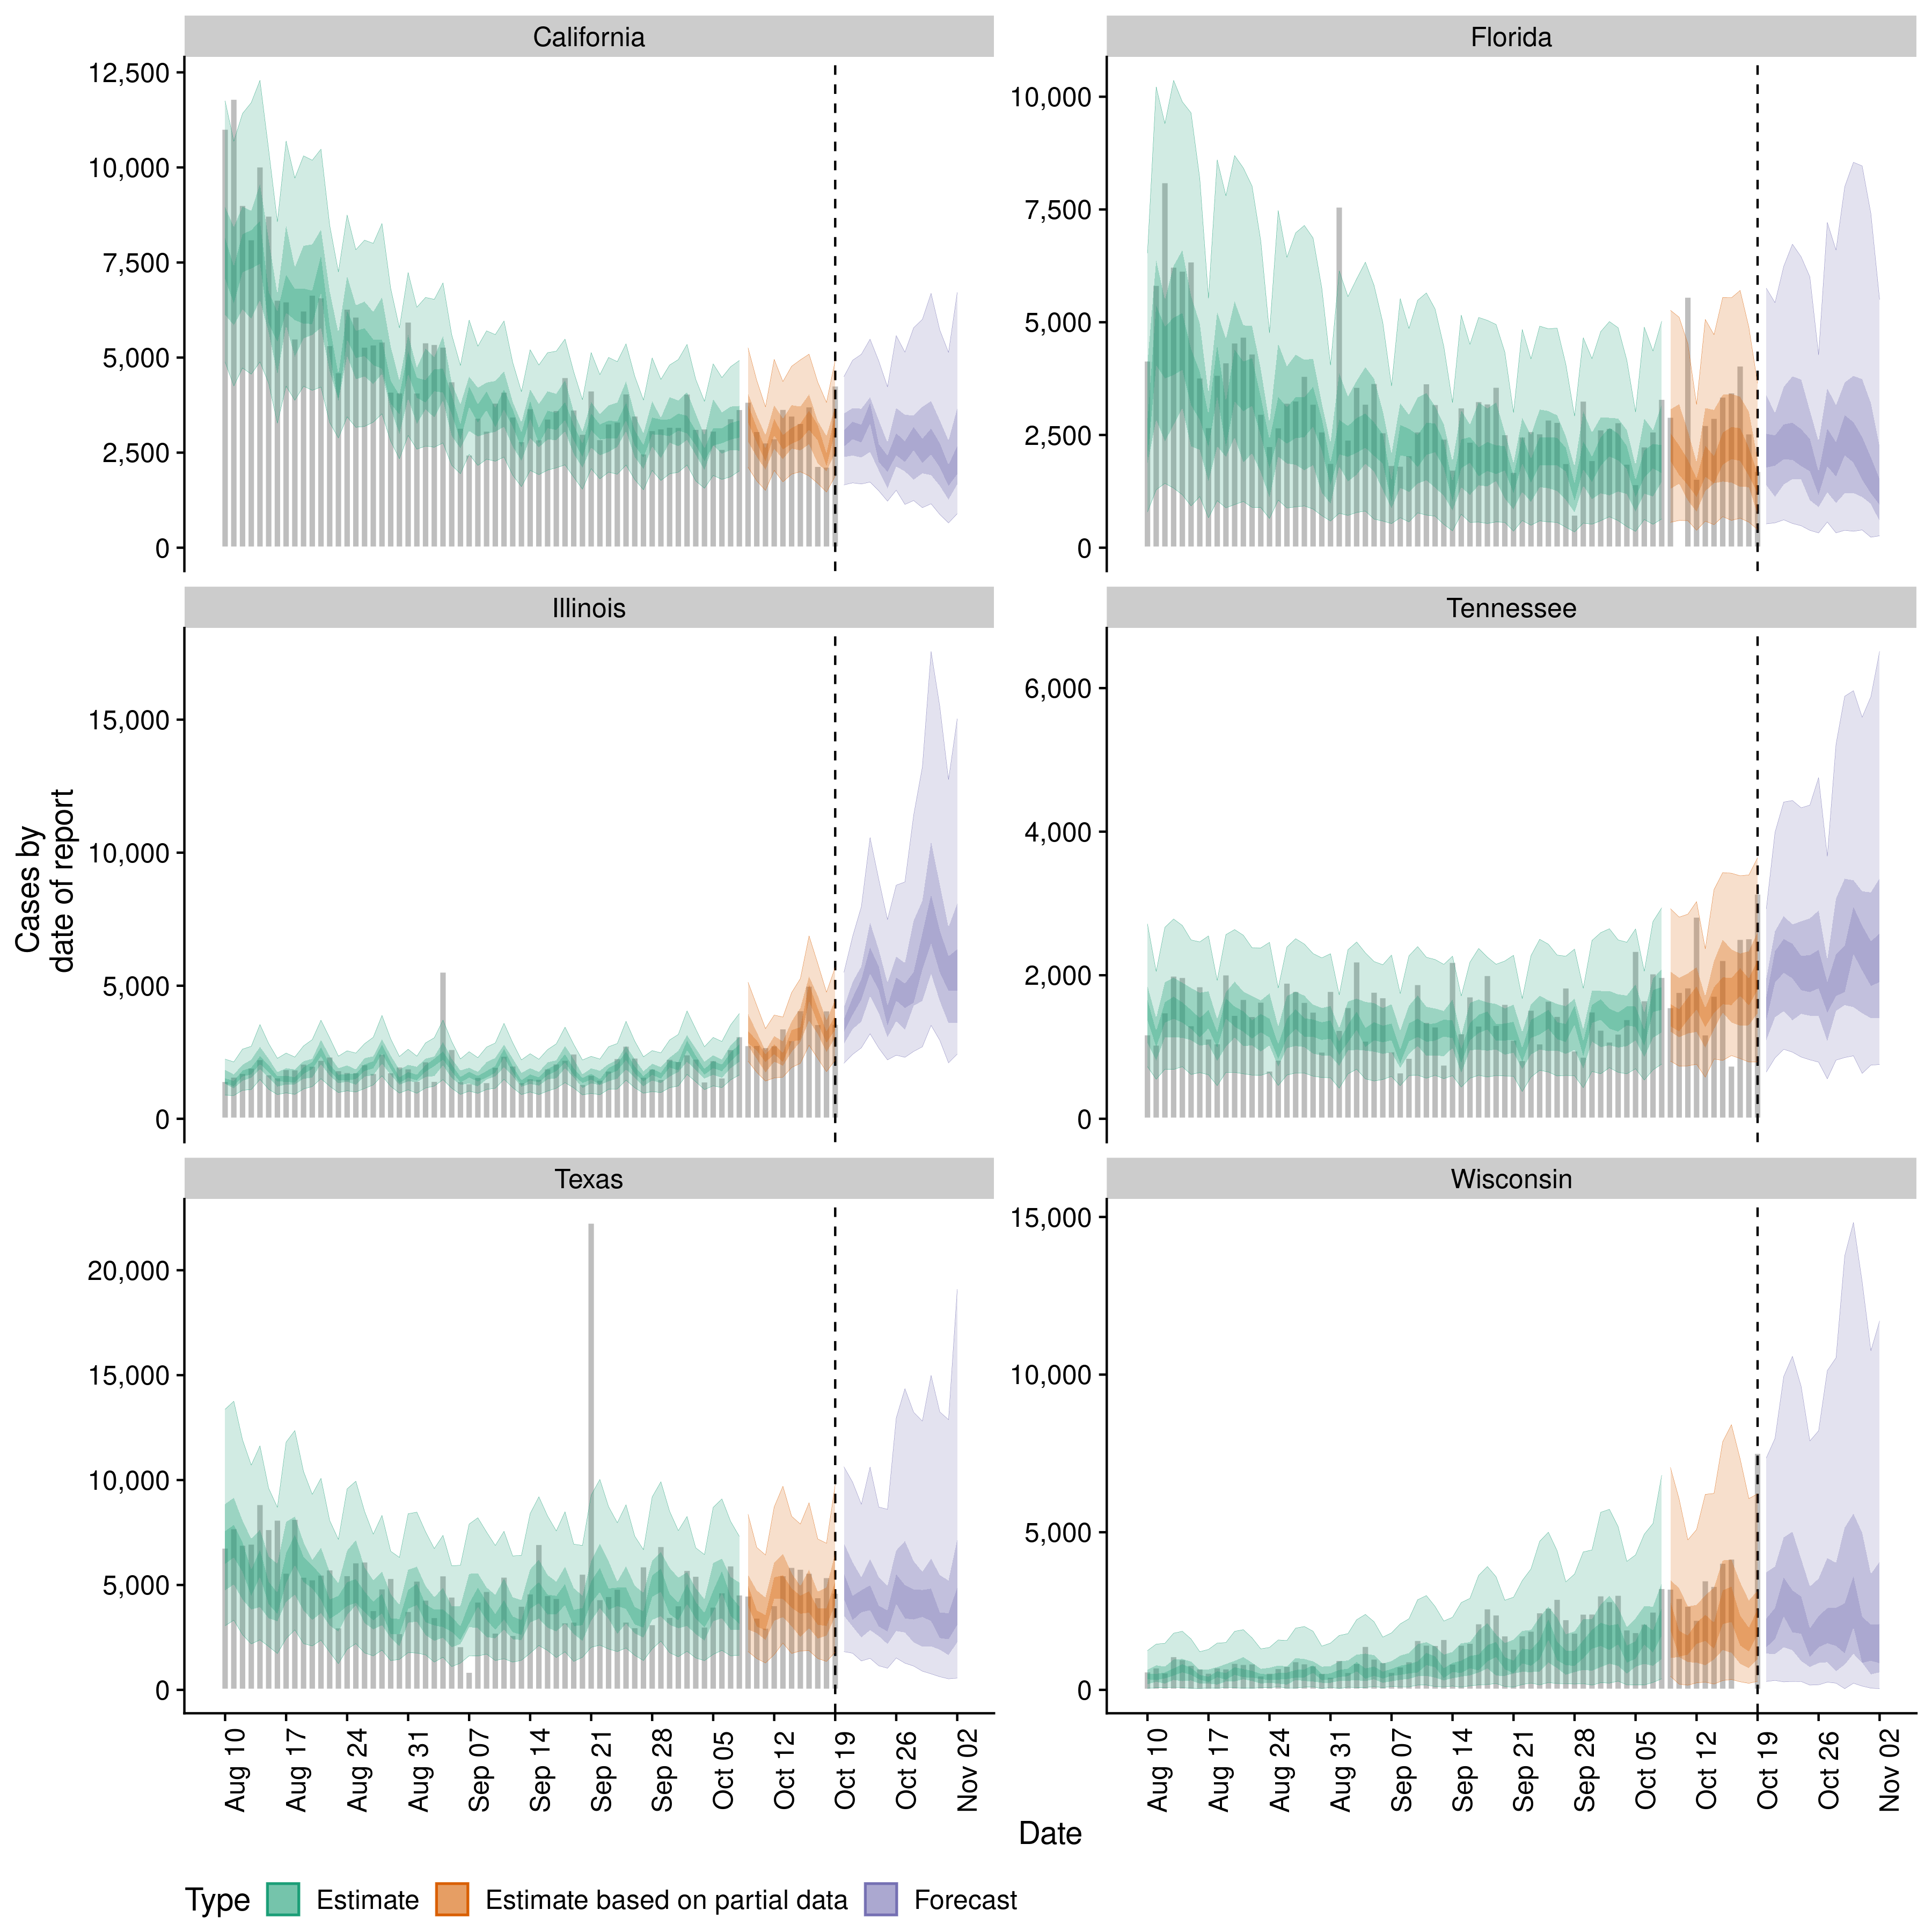 California
Florida
12,500
10,000
7,500
5,000
2,500
0
10,000
7,500
5,000
2,500
0
Illinois
Tennessee
15,000
10,000
5,000
0
6,000
4,000
2,000
0
Cases by
date of report
Texas
Wisconsin
20,000
15,000
10,000
5,000
0
15,000
10,000
5,000
0
Aug 10
Aug 17
Aug 24
Aug 31
Sep 07
Sep 14
Sep 21
Sep 28
Oct 05
Oct 12
Oct 19
Oct 26
Nov 02
Aug 10
Aug 17
Aug 24
Aug 31
Sep 07
Sep 14
Sep 21
Sep 28
Oct 05
Oct 12
Oct 19
Oct 26
Nov 02
Date
Type Estimate Estimate based on partial data Forecast